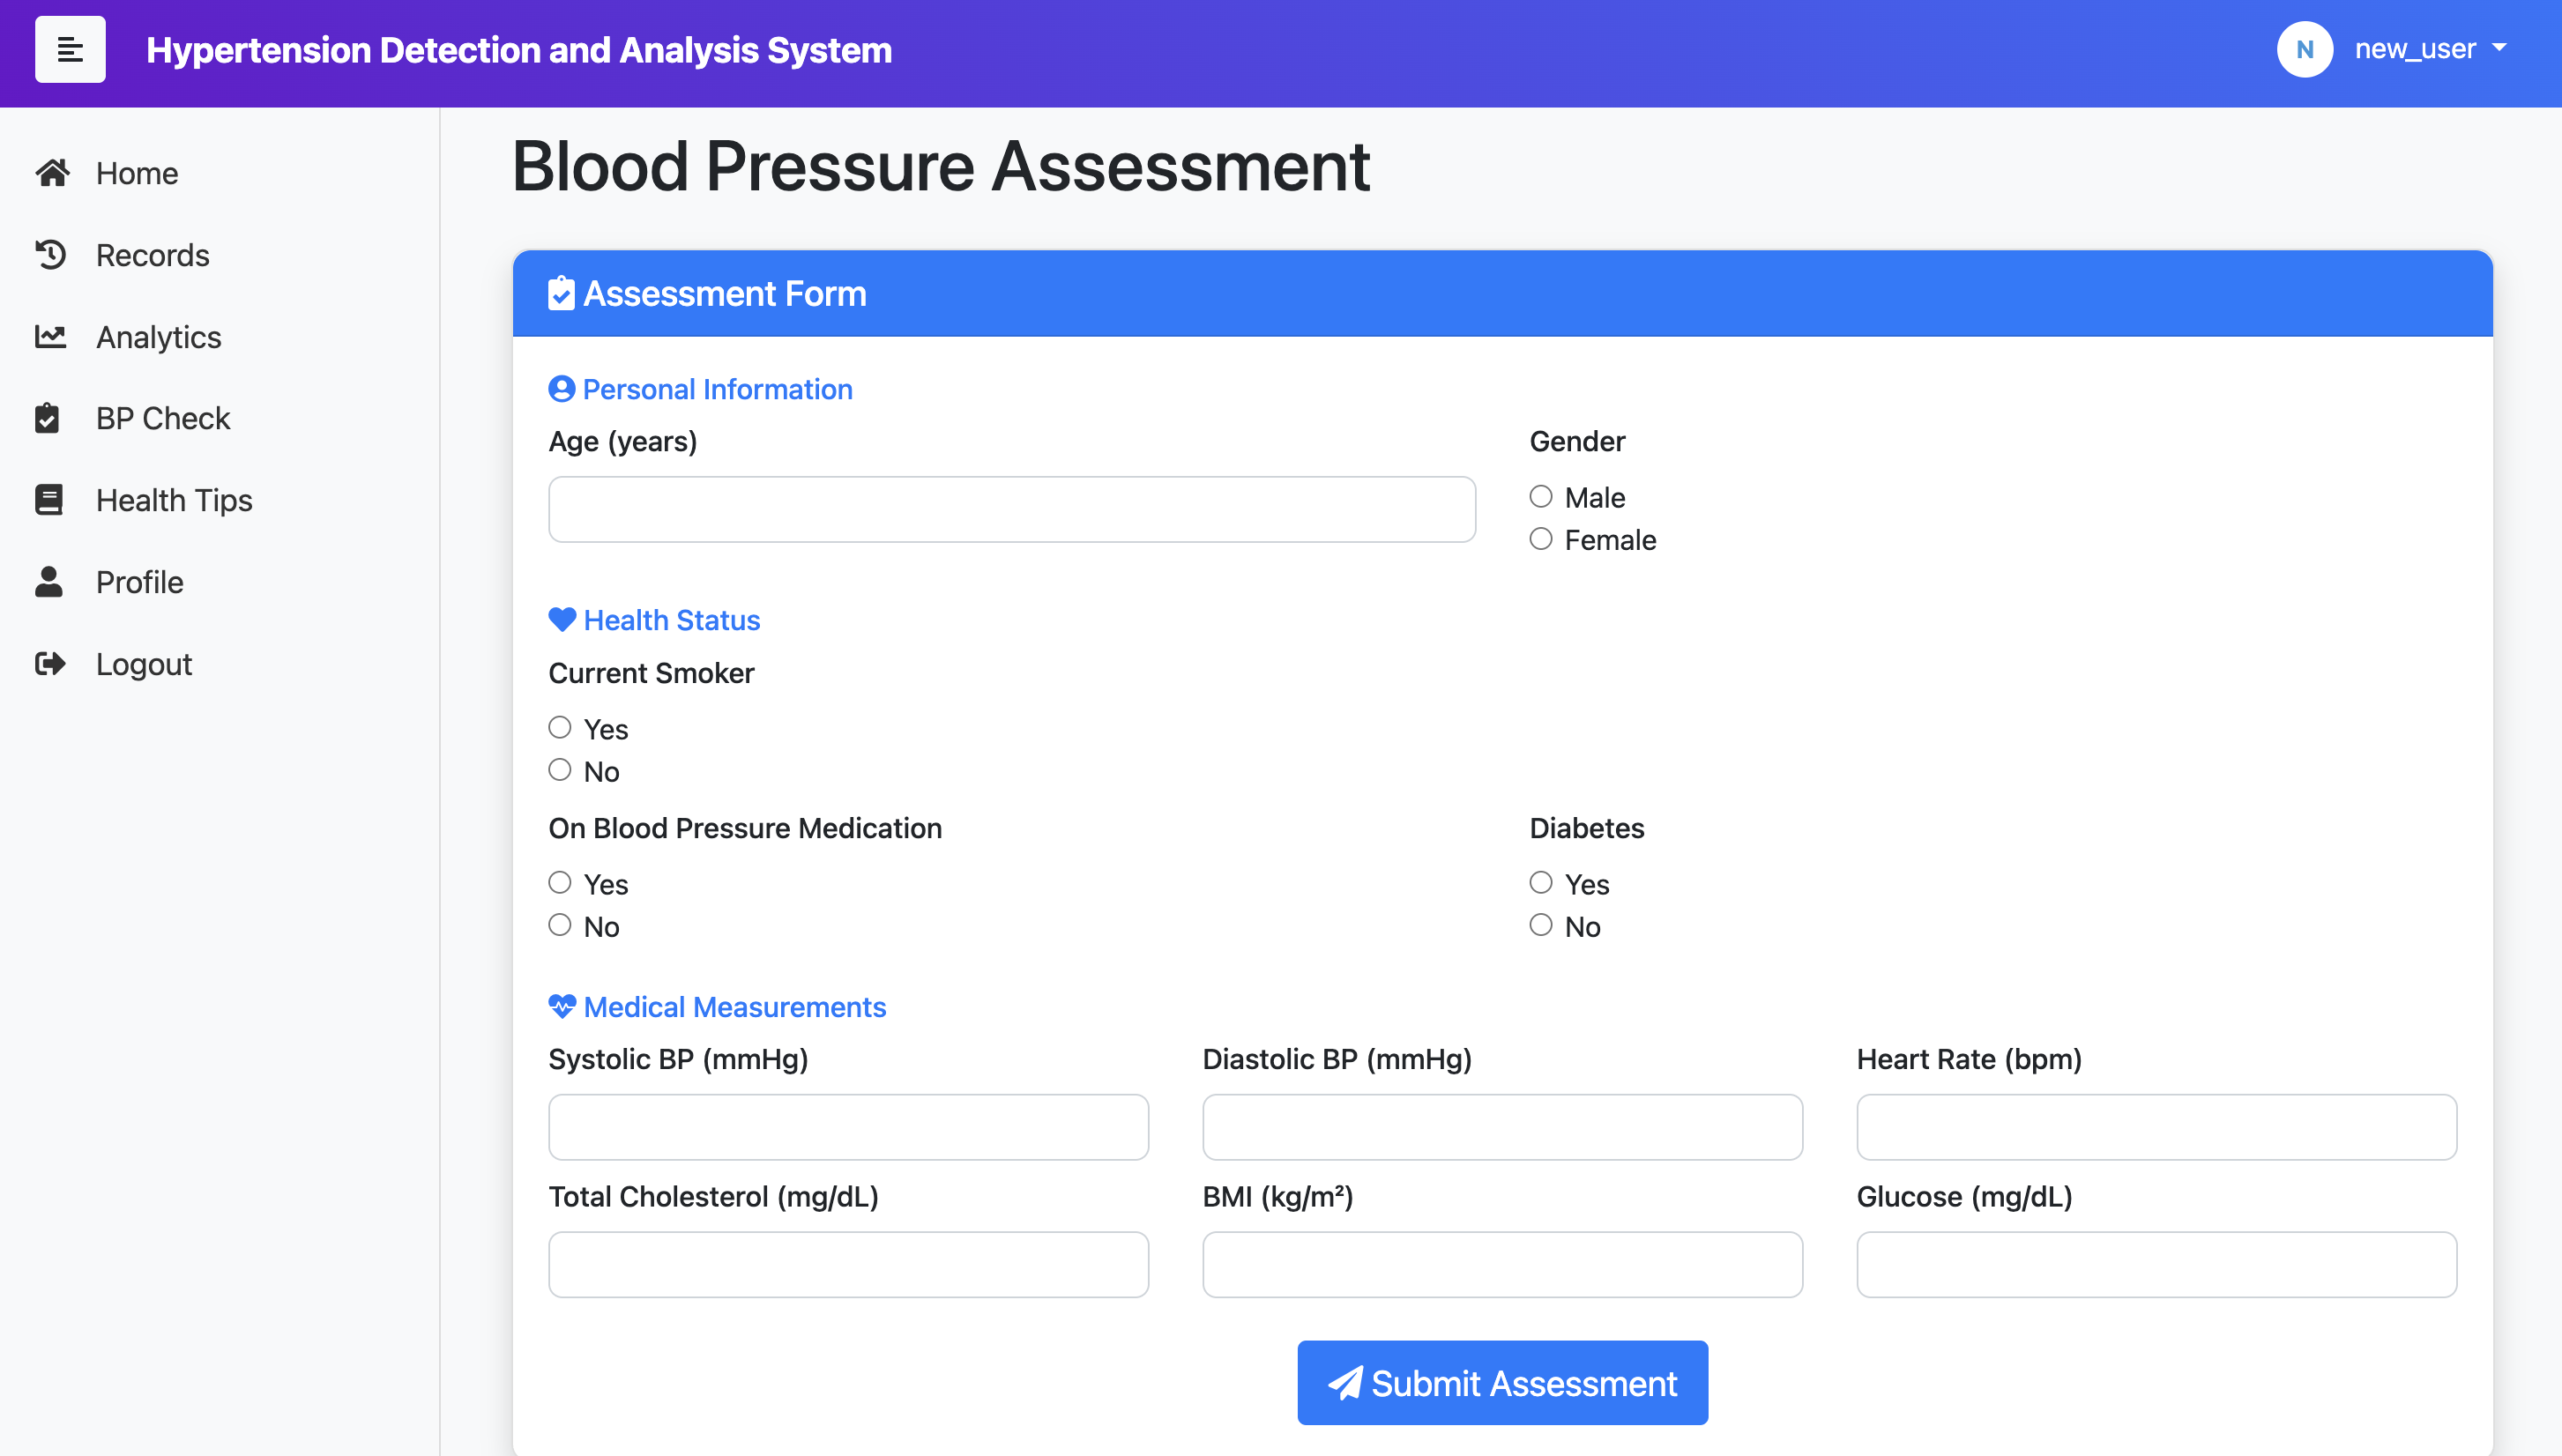 Hypertension Detection and Analysis System
N new_user
Home
Records
Analytics
BP Check
Health Tips
Profile
Logout
Blood Pressure Assessment
Assessment Form
Personal Information
Age (years)
Gender
Male
Female
Health Status
Current Smoker
Yes
No
On Blood Pressure Medication
Yes
No
Diabetes
Yes
No
Medical Measurements
Systolic BP (mmHg)
Diastolic BP (mmHg)
Heart Rate (bpm)
Total Cholesterol (mg/dL)
BMI (kg/m²)
Glucose (mg/dL)
Submit Assessment